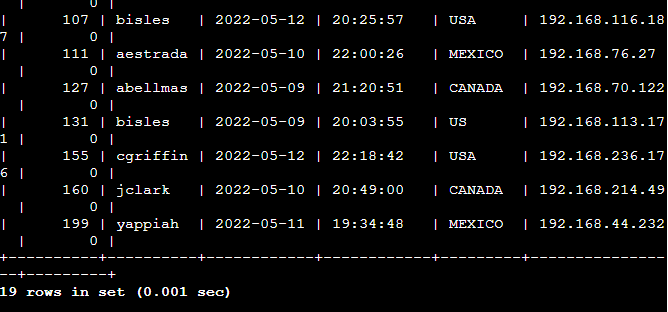 |          0 |
|      107 | bisles   | 2022-05-12 | 20:25:57   | USA     | 192.168.116.18
7 |        0 |
|      111 | aestrada | 2022-05-10 | 22:00:26   | MEXICO  | 192.168.76.27
  |        0 |
|      127 | abellmas | 2022-05-09 | 21:20:51   | CANADA  | 192.168.70.122
  |        0 |
|      131 | bisles   | 2022-05-09 | 20:03:55   | US      | 192.168.113.17
1 |        0 |
|      155 | cgriffin | 2022-05-12 | 22:18:42   | USA     | 192.168.236.17
6 |        0 |
|      160 | jclark   | 2022-05-10 | 20:49:00   | CANADA  | 192.168.214.49
  |        0 |
|      199 | yappiah  | 2022-05-11 | 19:34:48   | MEXICO  | 192.168.44.232
  |        0 |
+----------+----------+------------+------------+---------+---------------
--+---------+
19 rows in set (0.001 sec)